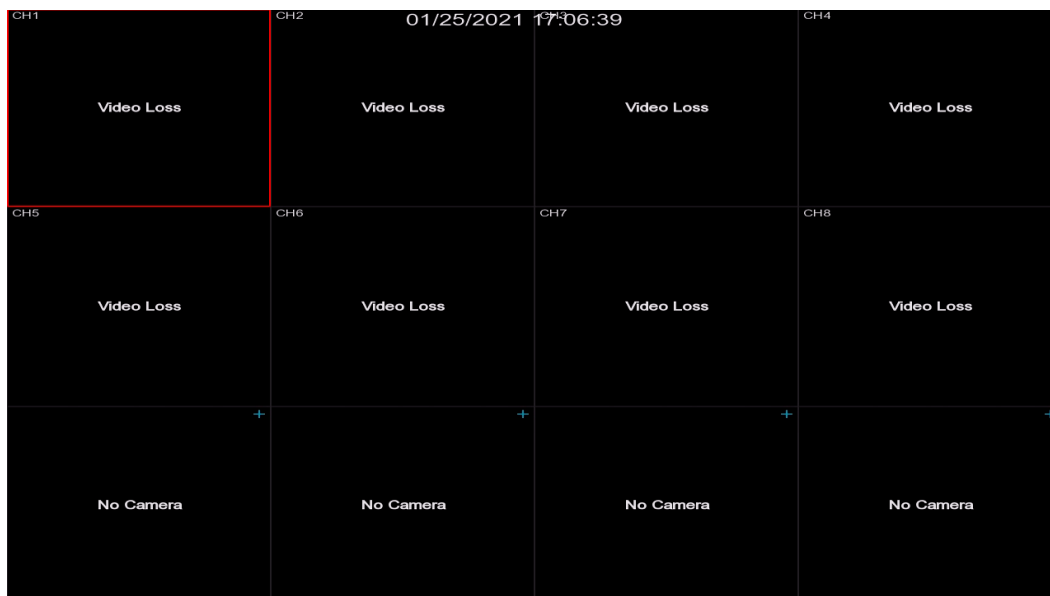 CH1 CH2 01/25/2021 17:06:39 CH3 CH4
Video Loss Video Loss Video Loss Video Loss
CH5 CH6 CH7 CH8
Video Loss Video Loss Video Loss Video Loss
+ + + +
No Camera No Camera No Camera No Camera